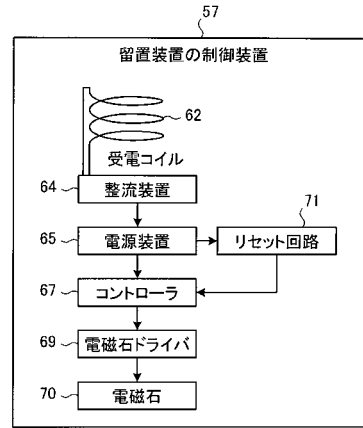 57
留置装置の制御装置
62
受電コイル
64 整流装置
71
65 電源装置 リセット回路
67 コントローラ
69 電磁石ドライバ
70 電磁石